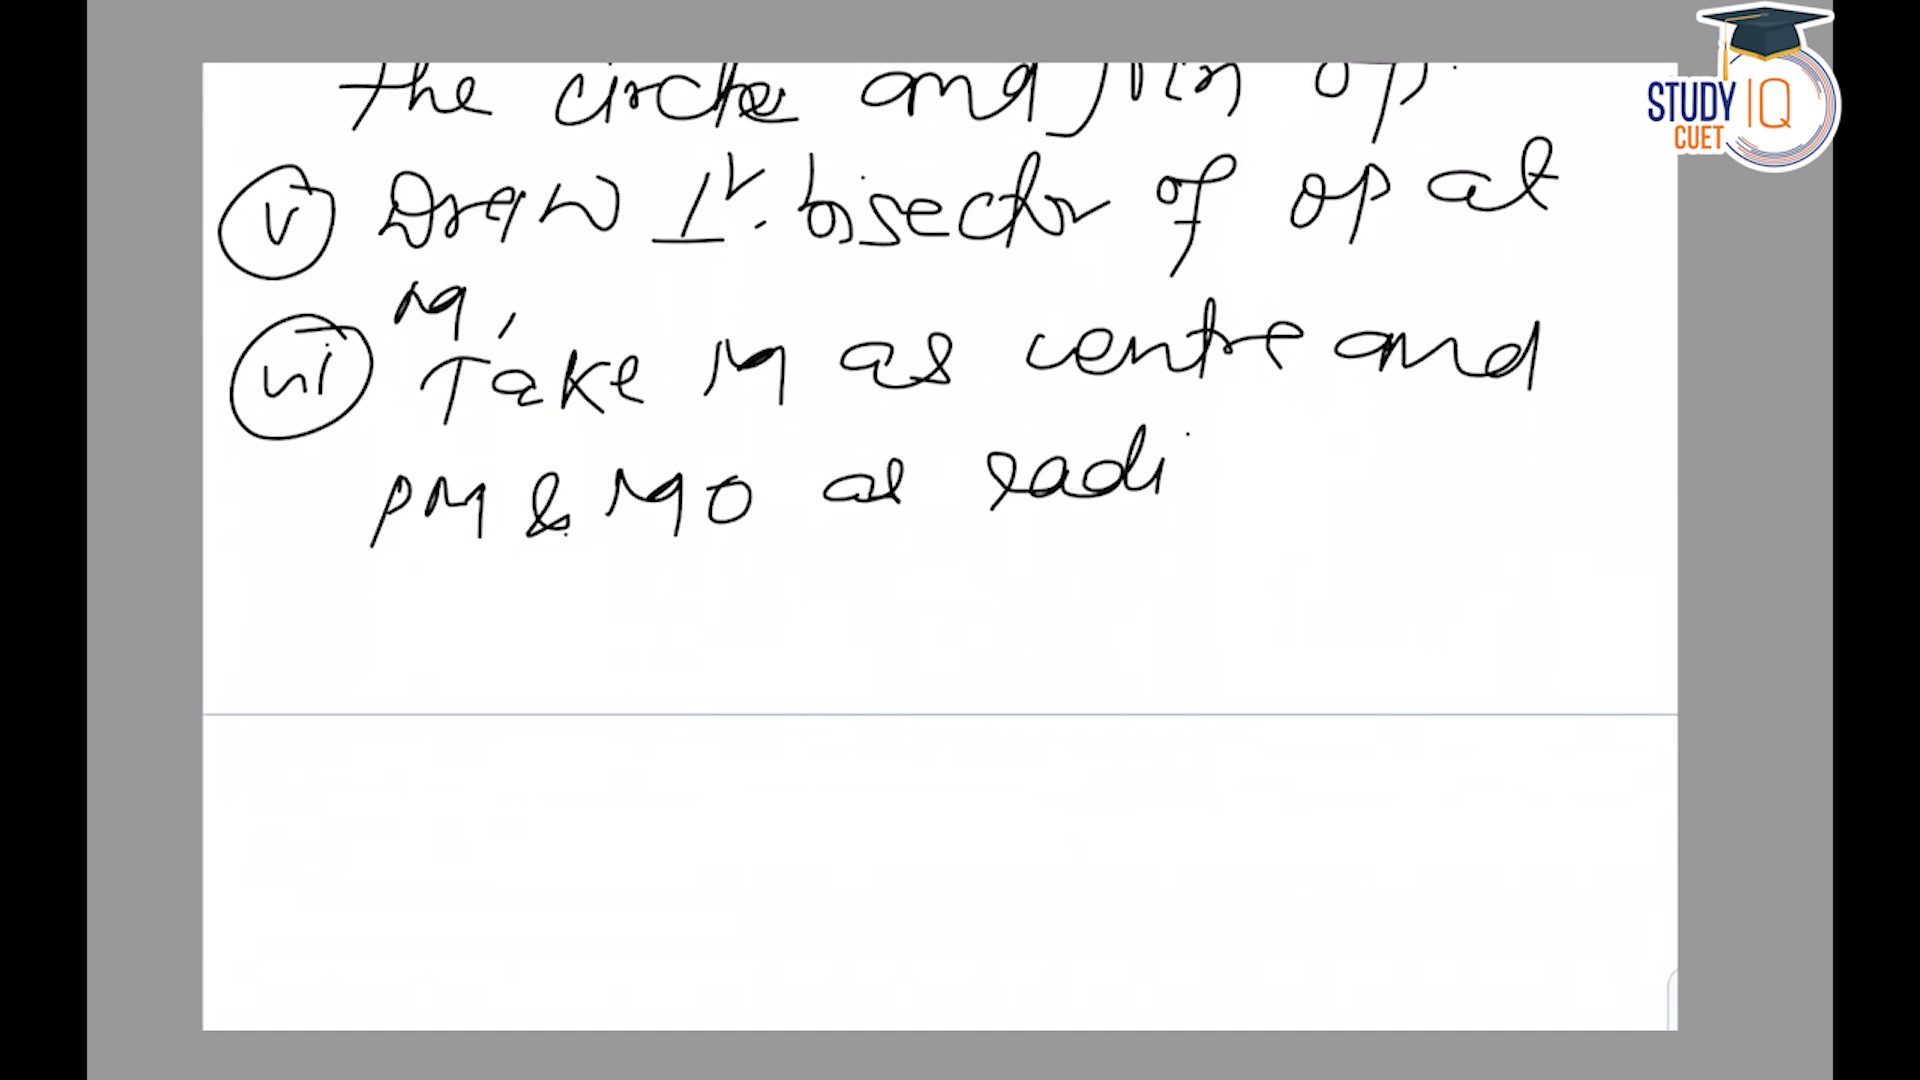 the circle and join OP.
STUDY IQ
CUET
(v) Draw ⊥r. bisector of OP at
M,
(vi) Take M as centre and
PM & MO as radi